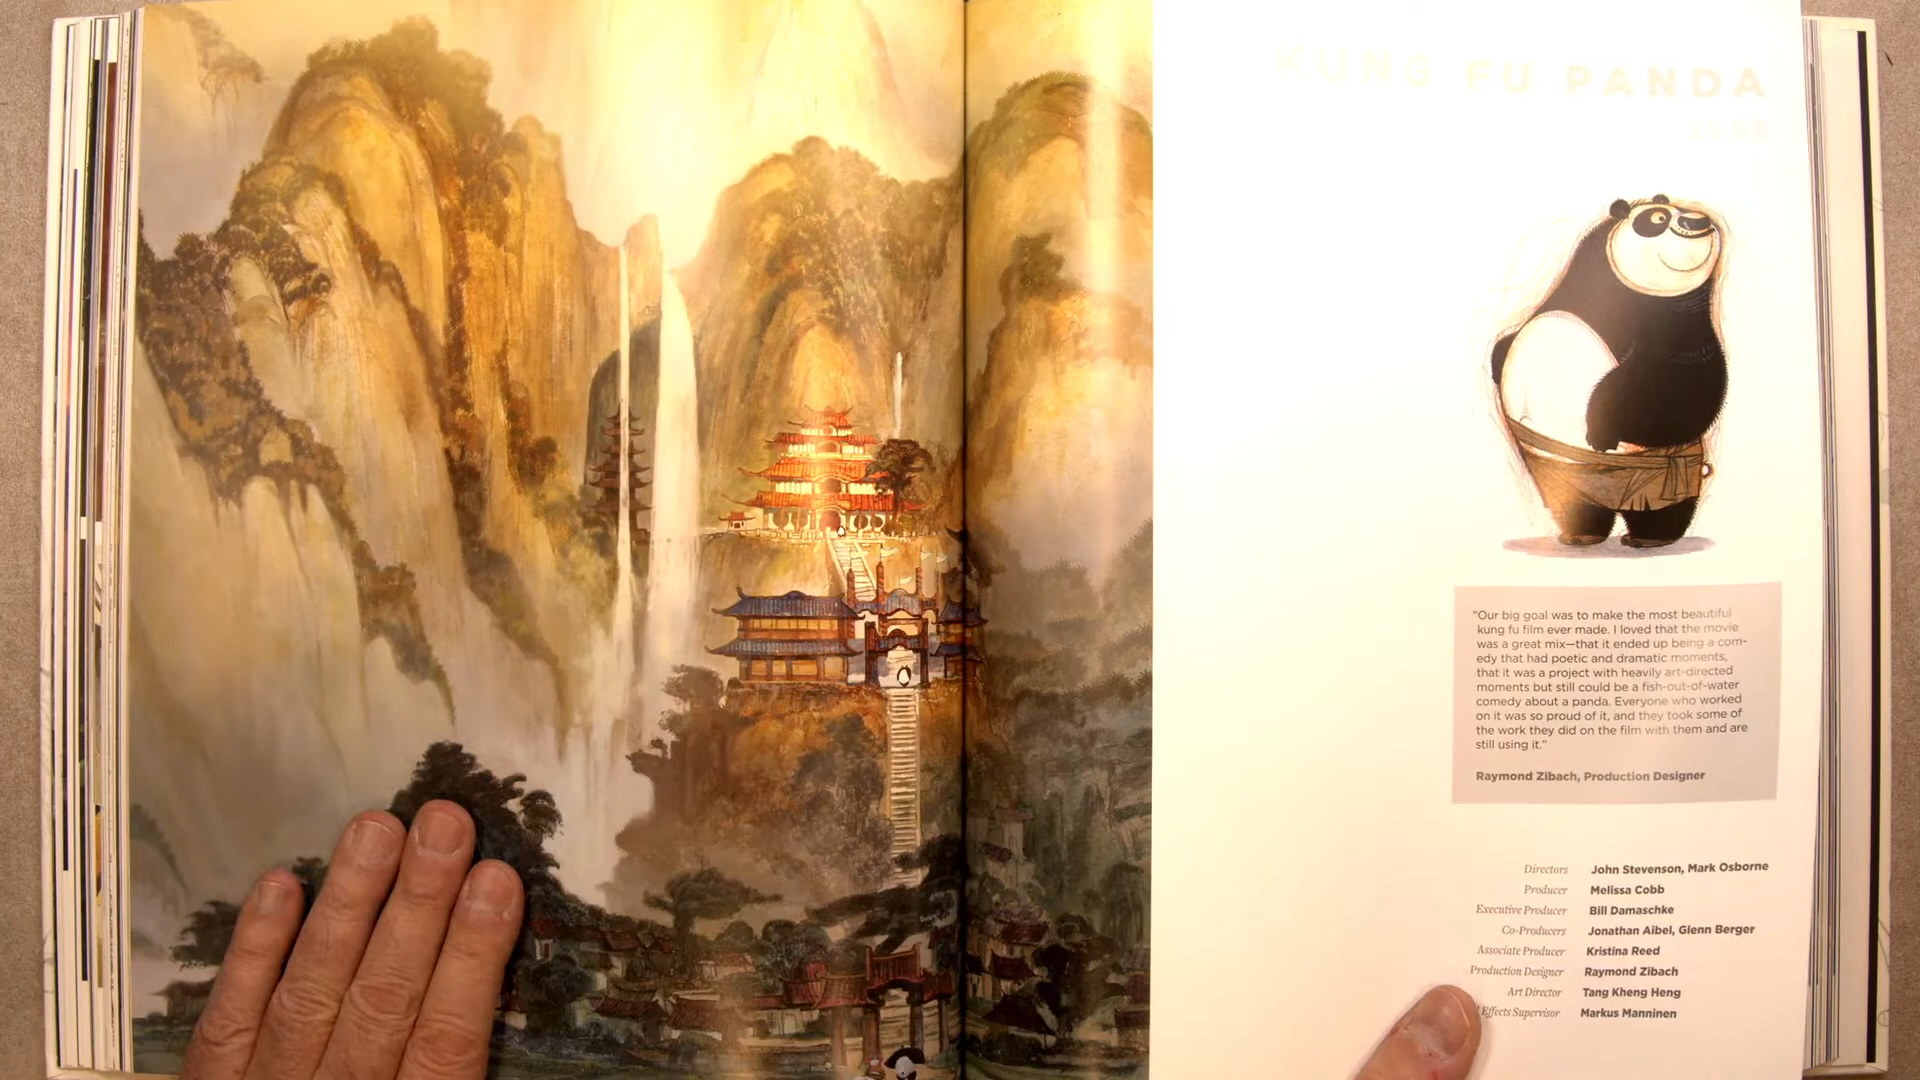 KUNG FU PANDA
2008
“Our big goal was to make the most beautiful
kung fu film ever made. I loved that the movie
was a great mix—that it ended up being a com-
edy that had poetic and dramatic moments,
that it was a project with heavily art-directed
moments but still could be a fish-out-of-water
comedy about a panda. Everyone who worked
on it was so proud of it, and they took some of
the work they did on the film with them and are
still using it.”
Raymond Zibach, Production Designer
Directors John Stevenson, Mark Osborne
Producer Melissa Cobb
Executive Producer Bill Damaschke
Co-Producers Jonathan Aibel, Glenn Berger
Associate Producer Kristina Reed
Production Designer Raymond Zibach
Art Director Tang Kheng Heng
Effects Supervisor Markus Manninen